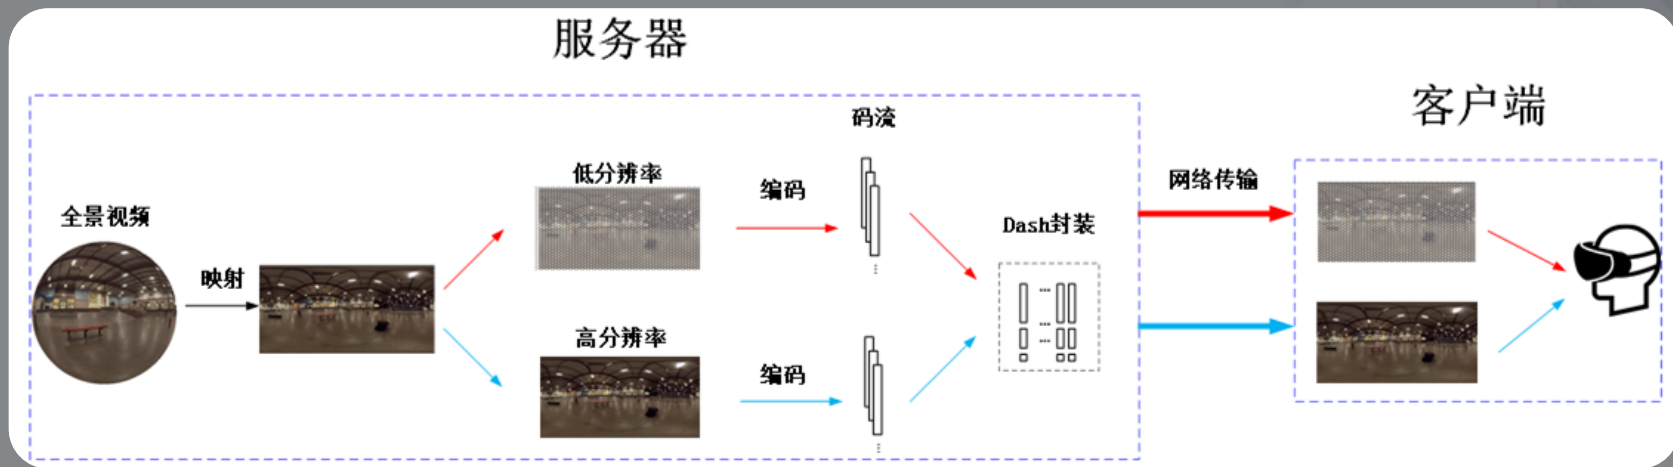 服务器
客户端
全景视频
映射
低分辨率
高分辨率
编码
编码
码流
Dash封装
网络传输